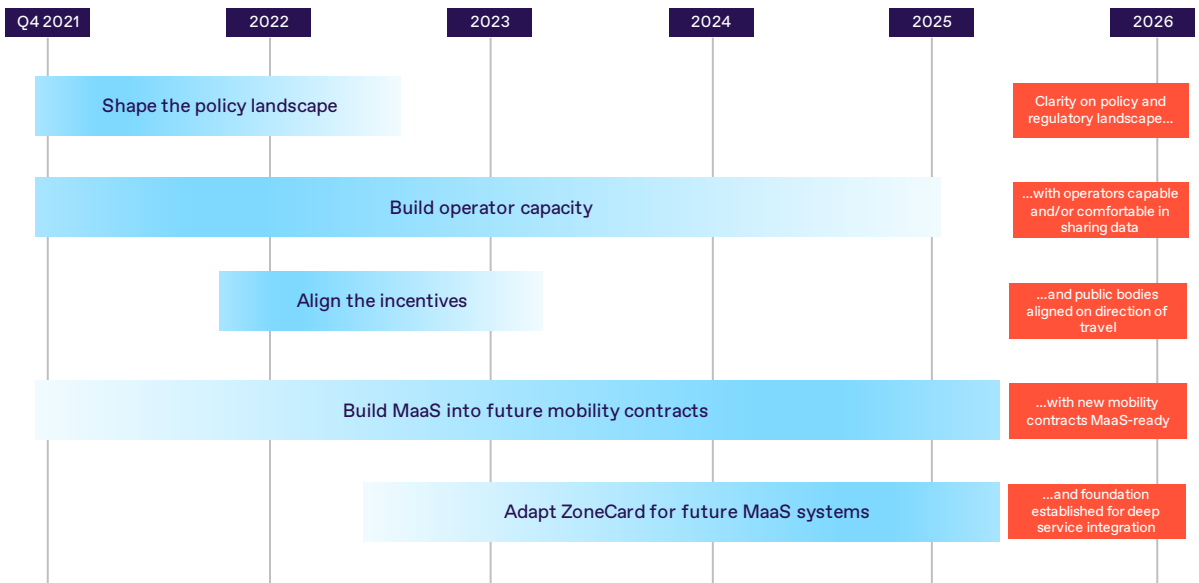 Q4 2021
2022
2023
2024
2025
2026
Shape the policy landscape
Clarity on policy and
regulatory landscape...
Build operator capacity
...with operators capable
and/or comfortable in
sharing data
Align the incentives
...and public bodies
aligned on direction of
travel
Build MaaS into future mobility contracts
...with new mobility
contracts MaaS-ready
Adapt ZoneCard for future MaaS systems
...and foundation
established for deep
service integration